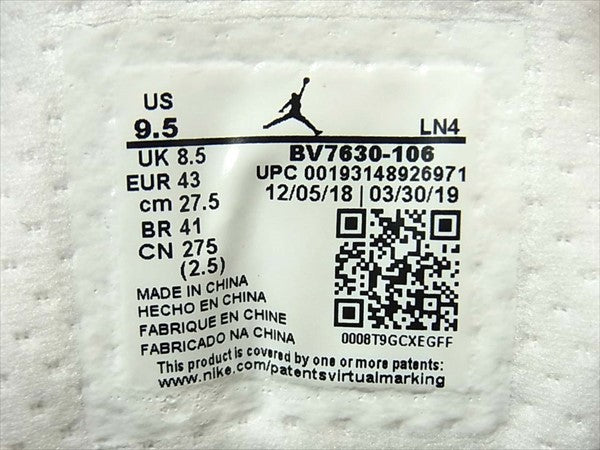 US
9.5 LN4
UK 8.5 BV7630-106
EUR 43 UPC 00193148926971
cm 27.5 12/05/18 | 03/30/19
BR 41
CN 275
(2.5)
MADE IN CHINA
HECHO EN CHINA
FABRIQUE EN CHINE
FABRICADO NA CHINA
0008T9GCXEGFF
This product is covered by one or more patents:
www.nike.com/patentsvirtualmarking